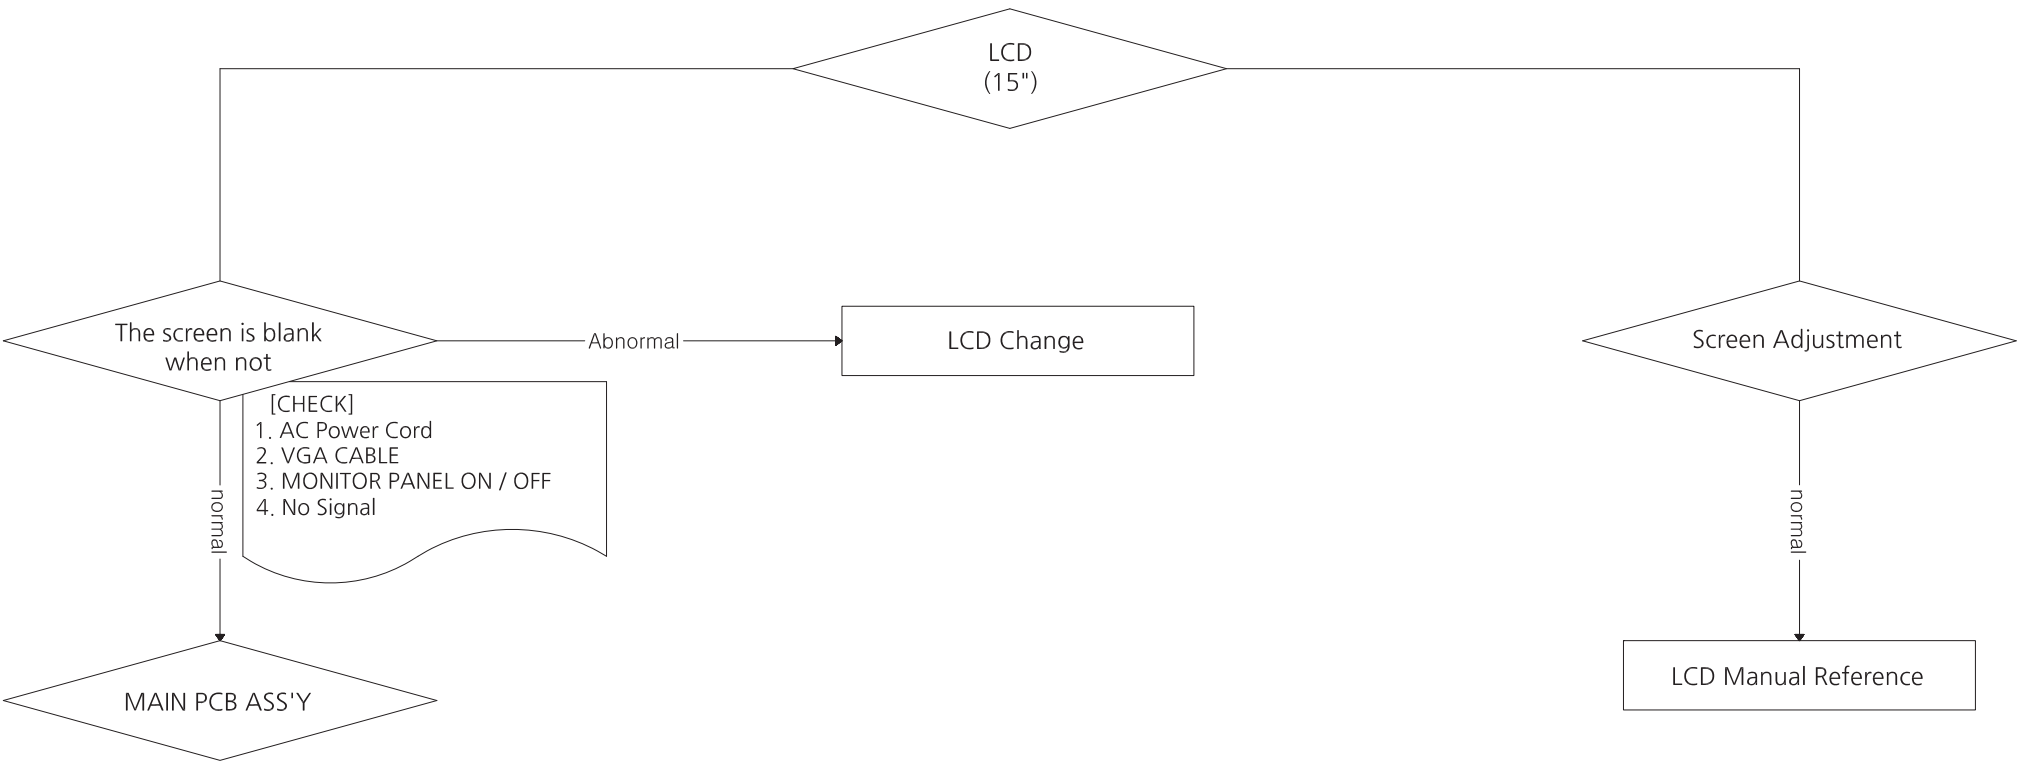 LCD
(15")
The screen is blank
when not
Abnormal
LCD Change
Screen Adjustment
[CHECK]
1. AC Power Cord
2. VGA CABLE
3. MONITOR PANEL ON / OFF
4. No Signal
normal
normal
MAIN PCB ASS'Y
LCD Manual Reference